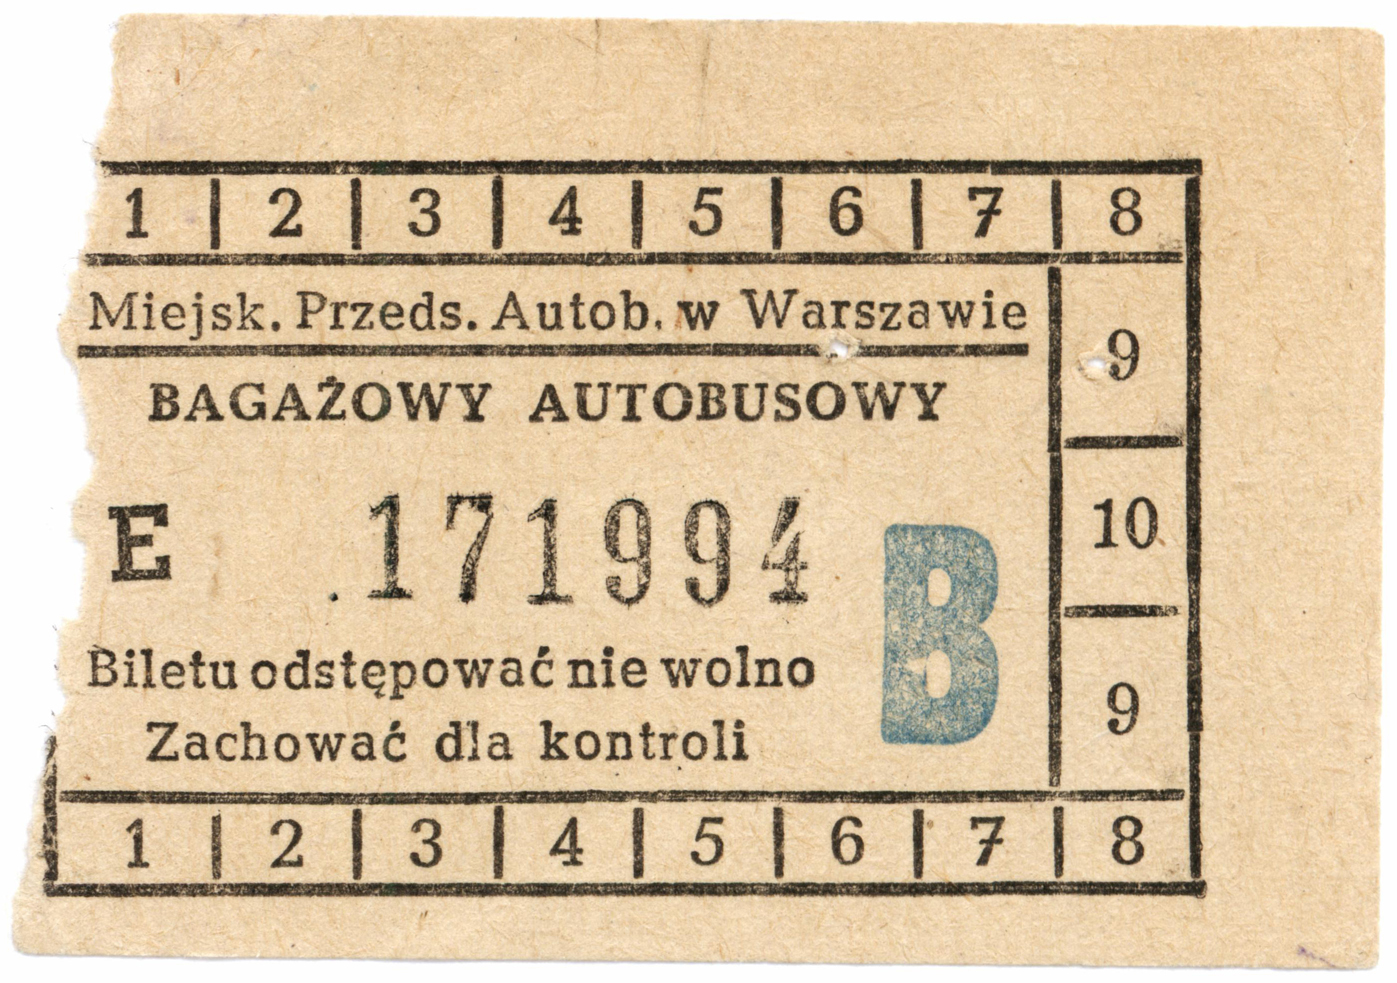 1 | 2 | 3 | 4 | 5 | 6 | 7 | 8
Miejsk. Przeds. Autob. w Warszawie
9
BAGAŻOWY AUTOBUSOWY
10
E 171994
B
Biletu odstępować nie wolno
9
Zachować dla kontroli
1 | 2 | 3 | 4 | 5 | 6 | 7 | 8